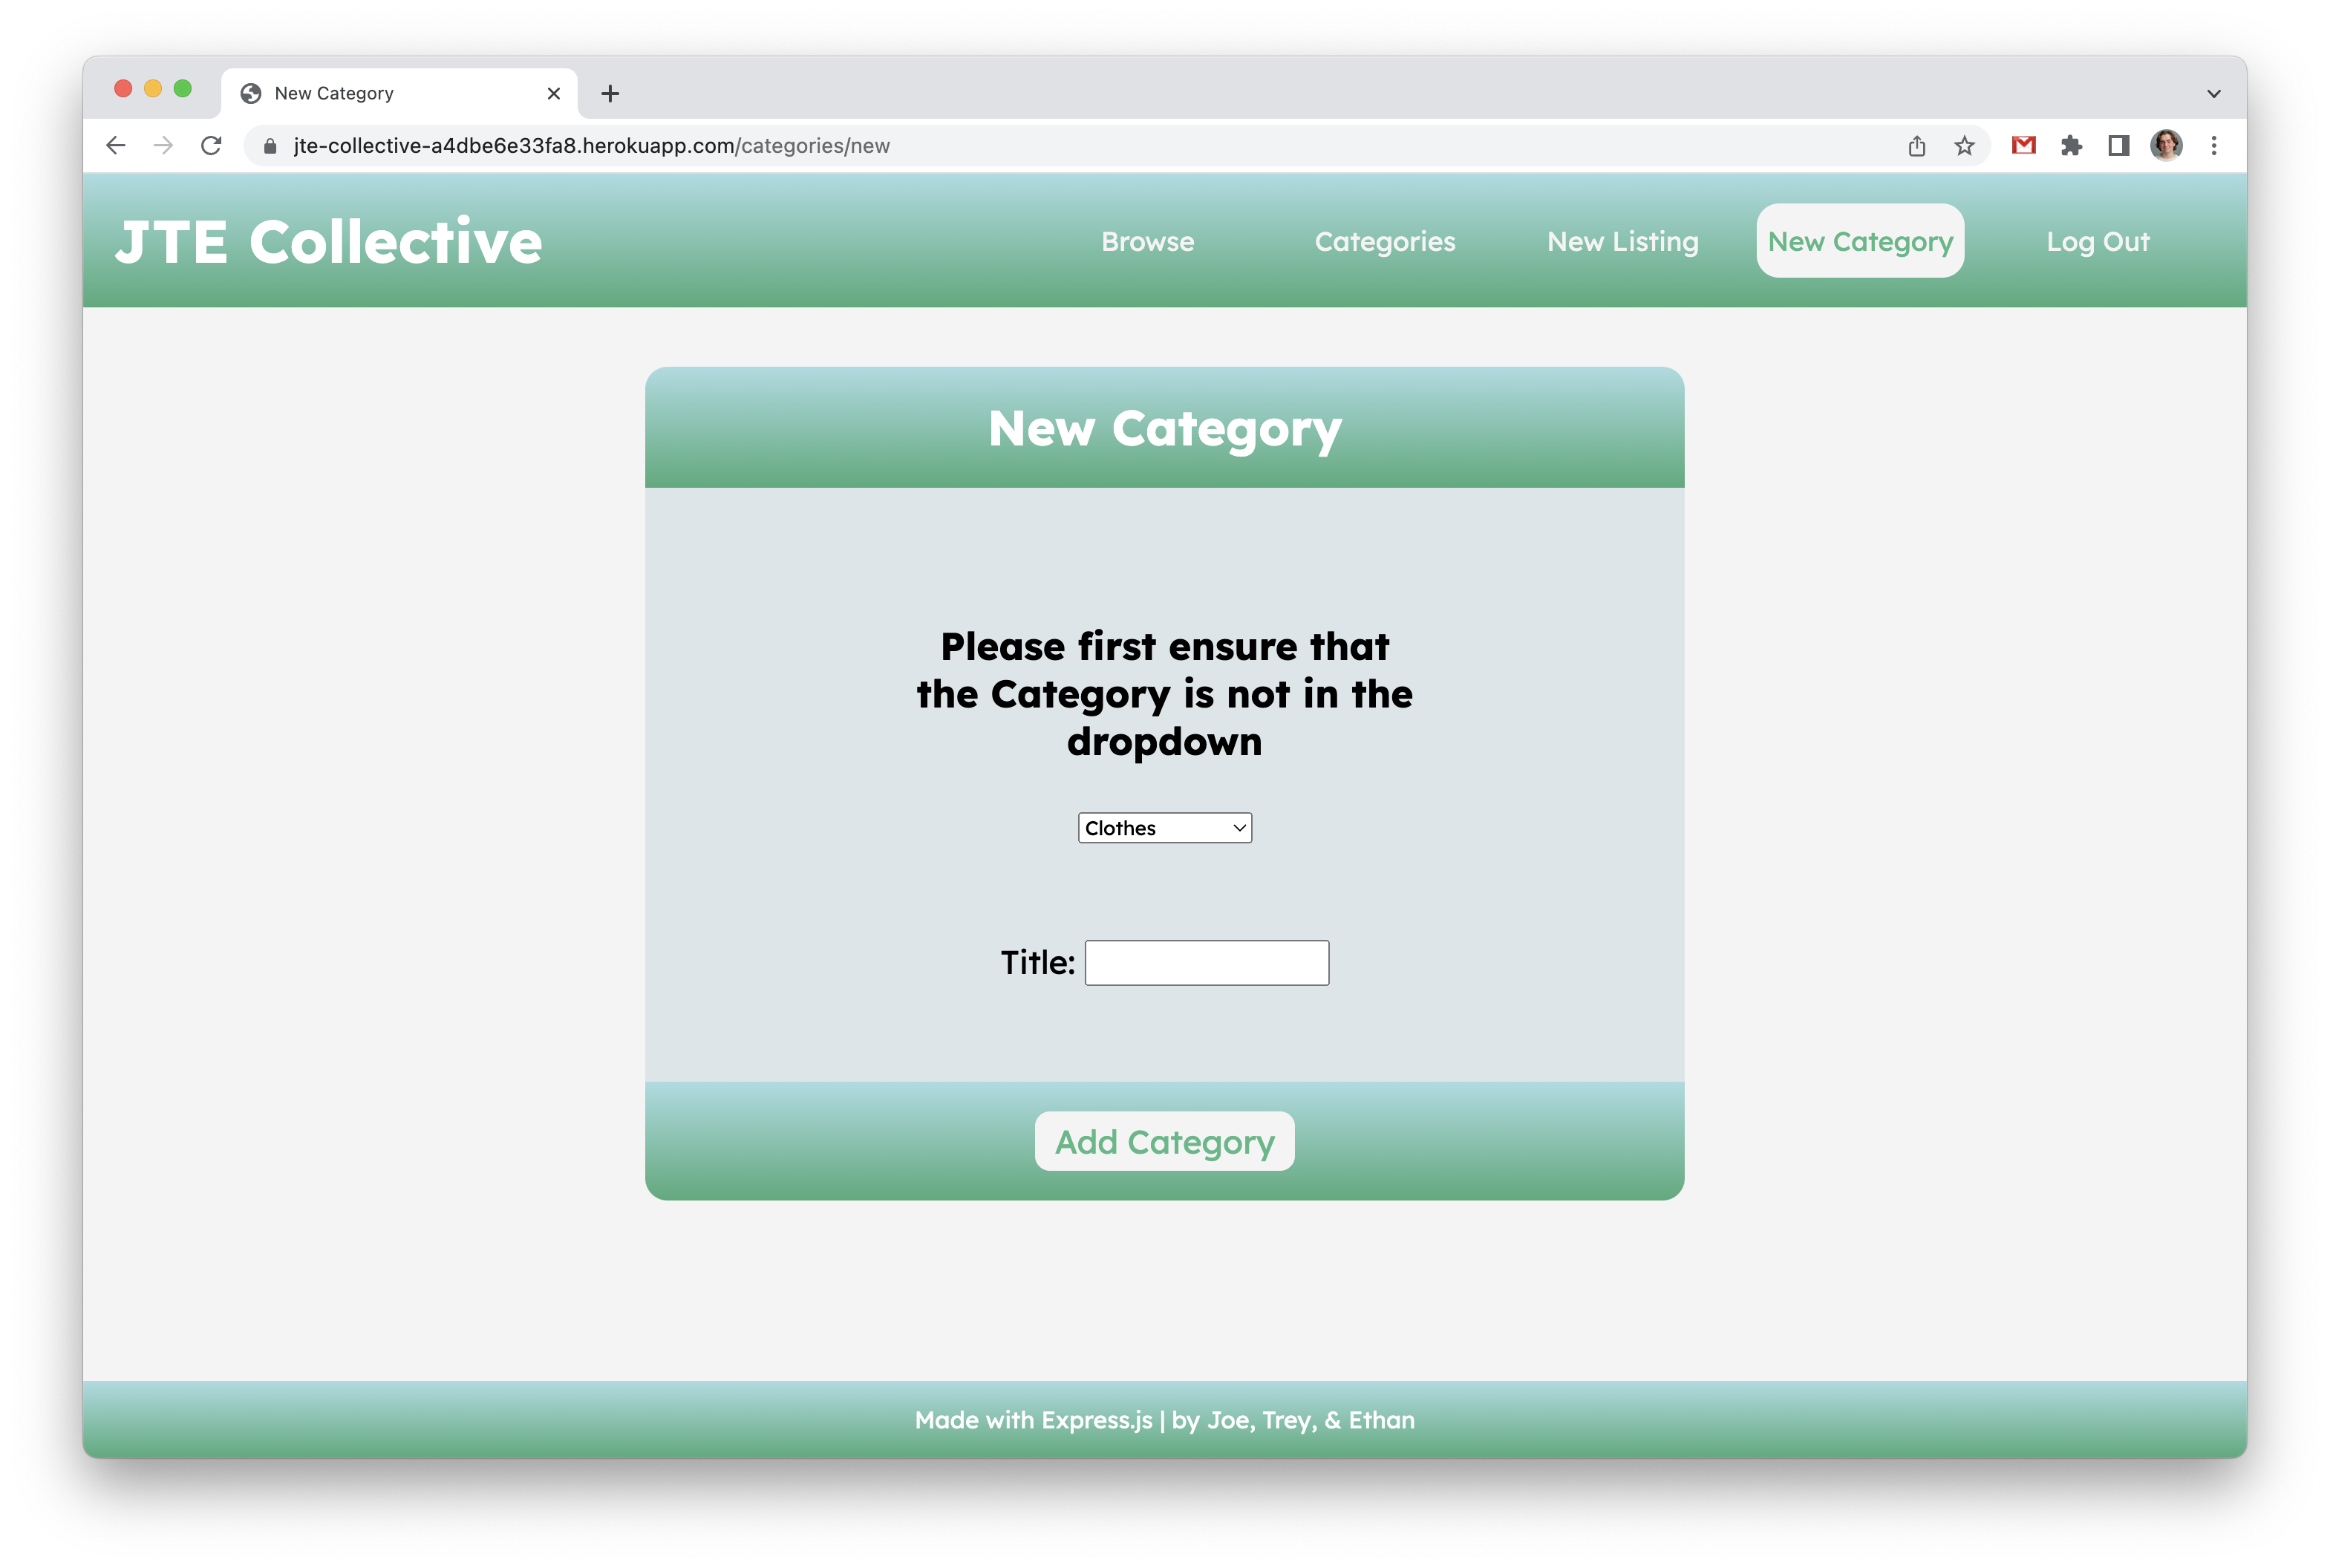 New Category
jte-collective-a4dbe6e33fa8.herokuapp.com/categories/new
JTE Collective
Browse
Categories
New Listing
New Category
Log Out
New Category
Please first ensure that
the Category is not in the
dropdown
Clothes
Title:
Add Category
Made with Express.js | by Joe, Trey, & Ethan